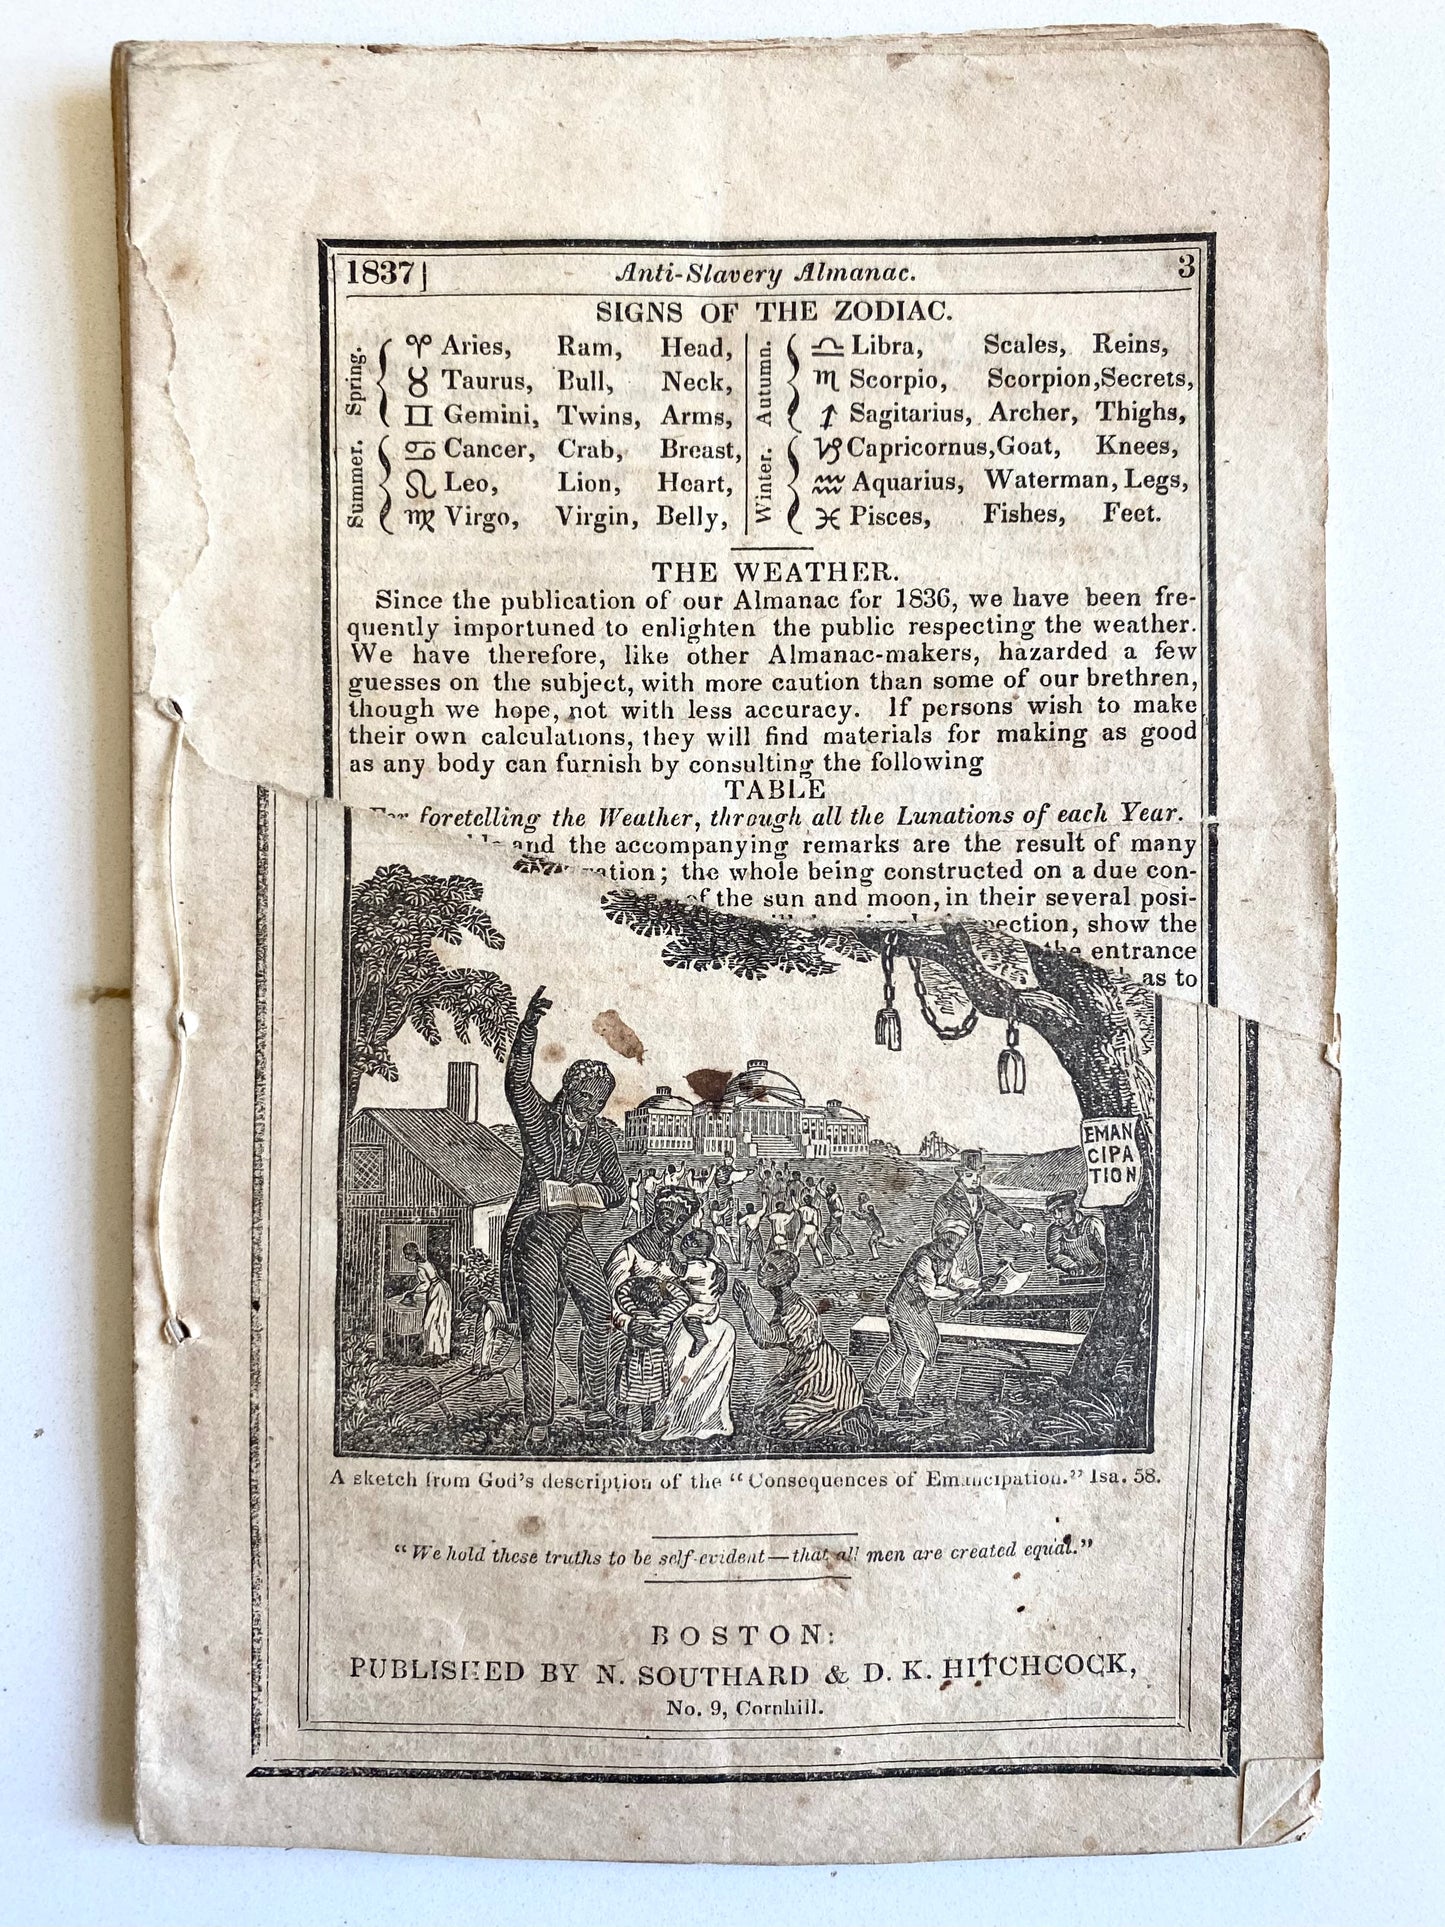 1837] Anti-Slavery Almanac. 3
SIGNS OF THE ZODIAC.
Spring.
♈ Aries, Ram, Head,
♉ Taurus, Bull, Neck,
♊ Gemini, Twins, Arms,
Summer.
♋ Cancer, Crab, Breast,
♌ Leo, Lion, Heart,
♍ Virgo, Virgin, Belly,
Autumn.
♎ Libra, Scales, Reins,
♏ Scorpio, Scorpion, Secrets,
♐ Sagitarius, Archer, Thighs,
Winter.
♑ Capricornus, Goat, Knees,
♒ Aquarius, Waterman, Legs,
♓ Pisces, Fishes, Feet.
THE WEATHER.
Since the publication of our Almanac for 1836, we have been fre-
quently importuned to enlighten the public respecting the weather.
We have therefore, like other Almanac-makers, hazarded a few
guesses on the subject, with more caution than some of our brethren,
though we hope, not with less accuracy. If persons wish to make
their own calculations, they will find materials for making as good
as any body can furnish by consulting the following
TABLE
For foretelling the Weather, through all the Lunations of each Year.
and the accompanying remarks are the result of many
the whole being constructed on a due con-
of the sun and moon, in their several posi-
show the
the entrance
as to
EMAN
CIPA
TION
A sketch from God's description of the "Consequences of Emancipation." Isa. 58.
"We hold these truths to be self-evident—that all men are created equal."
BOSTON:
PUBLISHED BY N. SOUTHARD & D. K. HITCHCOCK,
No. 9, Cornhill.